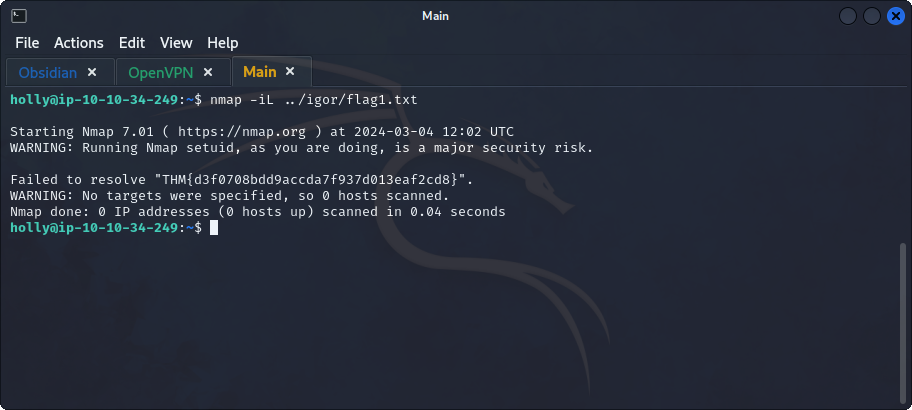 Main
File Actions Edit View Help
Obsidian × OpenVPN × Main ×
holly@ip-10-10-34-249:~$ nmap -iL ../igor/flag1.txt
Starting Nmap 7.01 ( https://nmap.org ) at 2024-03-04 12:02 UTC
WARNING: Running Nmap setuid, as you are doing, is a major security risk.
Failed to resolve "THM{d3f0708bdd9accda7f937d013eaf2cd8}".
WARNING: No targets were specified, so 0 hosts scanned.
Nmap done: 0 IP addresses (0 hosts up) scanned in 0.04 seconds
holly@ip-10-10-34-249:~$